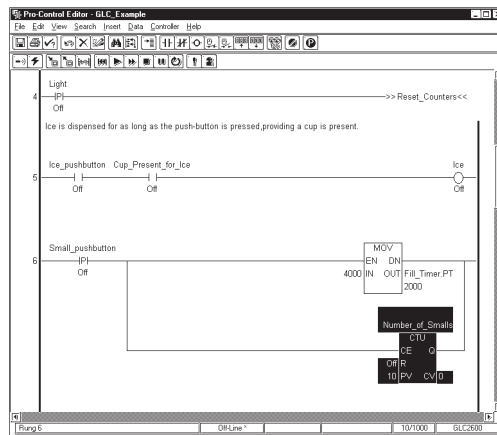 Pro-Control Editor - GLC_Example
File Edit View Search Insert Data Controller Help
Light
4 P >> Reset_Counters<<
Off
Ice is dispensed for as long as the push-button is pressed,providing a cup is present.
Ice_pushbutton Cup_Present_for_Ice Ice
5
Off Off Off
Small_pushbutton MOV
6 P EN DN
Off 4000 IN OUT Fill_Timer.PT
2000
Number_of_Smalls
CTU
CE Q
Off R
10 PV CV 0
Rung 6 Off-Line * 10/1000 GLC2600